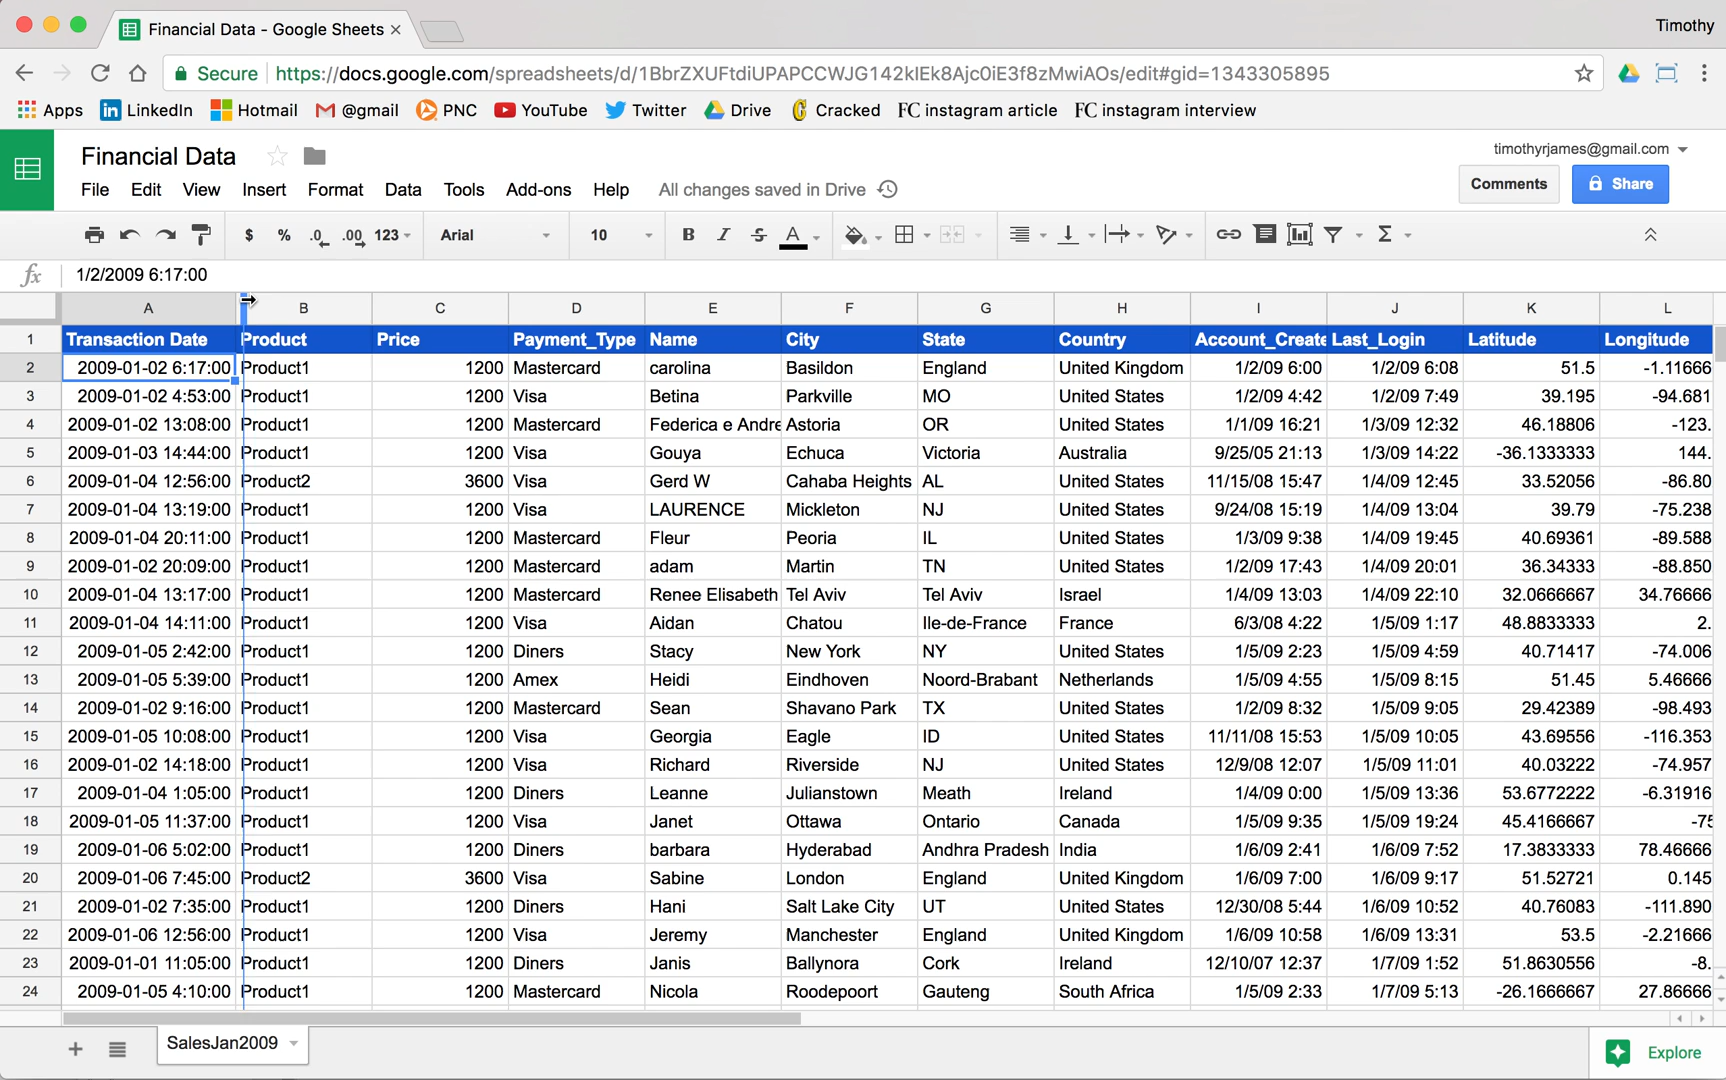 Financial Data - Google Sheets
Timothy
Secure https://docs.google.com/spreadsheets/d/1BbrZXUFtdiUPAPCCWJG142kIEk8Ajc0iE3f8zMwiAOs/edit#gid=1343305895
Apps LinkedIn Hotmail @gmail PNC YouTube Twitter Drive Cracked FC instagram article FC instagram interview
Financial Data
timothyrjames@gmail.com
File Edit View Insert Format Data Tools Add-ons Help All changes saved in Drive
Comments Share
$ % .0 .00 123 Arial 10 B I S A
fx 1/2/2009 6:17:00
A B C D E F G H I J K L
1 Transaction Date Product Price Payment_Type Name City State Country Account_Create Last_Login Latitude Longitude
2 2009-01-02 6:17:00 Product1 1200 Mastercard carolina Basildon England United Kingdom 1/2/09 6:00 1/2/09 6:08 51.5 -1.11666
3 2009-01-02 4:53:00 Product1 1200 Visa Betina Parkville MO United States 1/2/09 4:42 1/2/09 7:49 39.195 -94.681
4 2009-01-02 13:08:00 Product1 1200 Mastercard Federica e Andre Astoria OR United States 1/1/09 16:21 1/3/09 12:32 46.18806 -123.
5 2009-01-03 14:44:00 Product1 1200 Visa Gouya Echuca Victoria Australia 9/25/05 21:13 1/3/09 14:22 -36.1333333 144.
6 2009-01-04 12:56:00 Product2 3600 Visa Gerd W Cahaba Heights AL United States 11/15/08 15:47 1/4/09 12:45 33.52056 -86.80
7 2009-01-04 13:19:00 Product1 1200 Visa LAURENCE Mickleton NJ United States 9/24/08 15:19 1/4/09 13:04 39.79 -75.238
8 2009-01-04 20:11:00 Product1 1200 Mastercard Fleur Peoria IL United States 1/3/09 9:38 1/4/09 19:45 40.69361 -89.588
9 2009-01-02 20:09:00 Product1 1200 Mastercard adam Martin TN United States 1/2/09 17:43 1/4/09 20:01 36.34333 -88.850
10 2009-01-04 13:17:00 Product1 1200 Mastercard Renee Elisabeth Tel Aviv Tel Aviv Israel 1/4/09 13:03 1/4/09 22:10 32.0666667 34.76666
11 2009-01-04 14:11:00 Product1 1200 Visa Aidan Chatou Ile-de-France France 6/3/08 4:22 1/5/09 1:17 48.8833333 2.
12 2009-01-05 2:42:00 Product1 1200 Diners Stacy New York NY United States 1/5/09 2:23 1/5/09 4:59 40.71417 -74.006
13 2009-01-05 5:39:00 Product1 1200 Amex Heidi Eindhoven Noord-Brabant Netherlands 1/5/09 4:55 1/5/09 8:15 51.45 5.46666
14 2009-01-02 9:16:00 Product1 1200 Mastercard Sean Shavano Park TX United States 1/2/09 8:32 1/5/09 9:05 29.42389 -98.493
15 2009-01-05 10:08:00 Product1 1200 Visa Georgia Eagle ID United States 11/11/08 15:53 1/5/09 10:05 43.69556 -116.353
16 2009-01-02 14:18:00 Product1 1200 Visa Richard Riverside NJ United States 12/9/08 12:07 1/5/09 11:01 40.03222 -74.957
17 2009-01-04 1:05:00 Product1 1200 Diners Leanne Julianstown Meath Ireland 1/4/09 0:00 1/5/09 13:36 53.6772222 -6.31916
18 2009-01-05 11:37:00 Product1 1200 Visa Janet Ottawa Ontario Canada 1/5/09 9:35 1/5/09 19:24 45.4166667 -75
19 2009-01-06 5:02:00 Product1 1200 Diners barbara Hyderabad Andhra Pradesh India 1/6/09 2:41 1/6/09 7:52 17.3833333 78.46666
20 2009-01-06 7:45:00 Product2 3600 Visa Sabine London England United Kingdom 1/6/09 7:00 1/6/09 9:17 51.52721 0.145
21 2009-01-02 7:35:00 Product1 1200 Diners Hani Salt Lake City UT United States 12/30/08 5:44 1/6/09 10:52 40.76083 -111.890
22 2009-01-06 12:56:00 Product1 1200 Visa Jeremy Manchester England United Kingdom 1/6/09 10:58 1/6/09 13:31 53.5 -2.21666
23 2009-01-01 11:05:00 Product1 1200 Diners Janis Ballynora Cork Ireland 12/10/07 12:37 1/7/09 1:52 51.8630556 -8.
24 2009-01-05 4:10:00 Product1 1200 Mastercard Nicola Roodepoort Gauteng South Africa 1/5/09 2:33 1/7/09 5:13 -26.1666667 27.86666
SalesJan2009
Explore